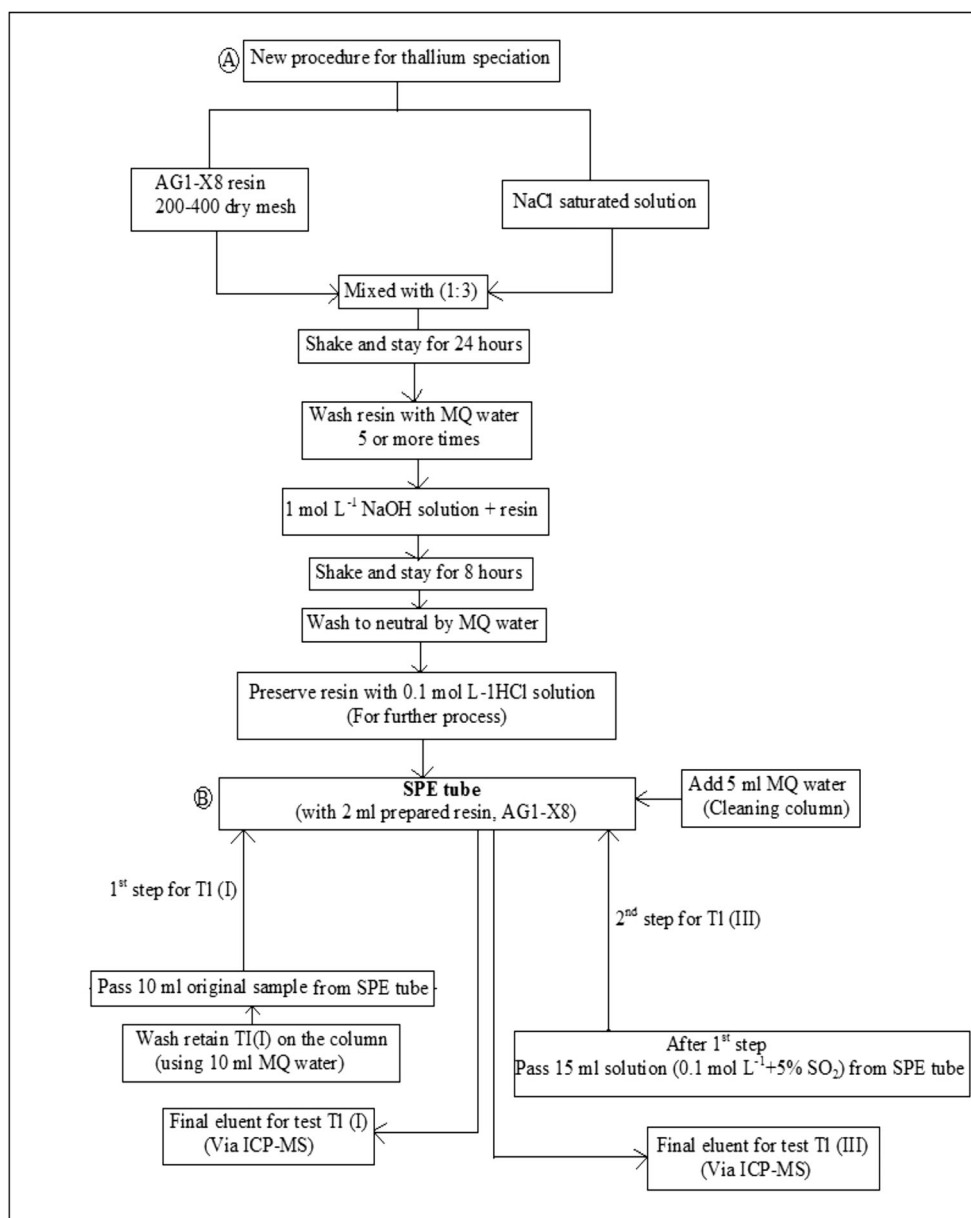 Ⓐ New procedure for thallium speciation
AG1-X8 resin
200-400 dry mesh
NaCl saturated solution
Mixed with (1:3)
Shake and stay for 24 hours
Wash resin with MQ water
5 or more times
1 mol L⁻¹ NaOH solution + resin
Shake and stay for 8 hours
Wash to neutral by MQ water
Preserve resin with 0.1 mol L-1HCl solution
(For further process)
Ⓑ
SPE tube
(with 2 ml prepared resin, AG1-X8)
Add 5 ml MQ water
(Cleaning column)
1st step for Tl (I)
2nd step for Tl (III)
Pass 10 ml original sample from SPE tube
Wash retain TI(I) on the column
(using 10 ml MQ water)
After 1st step
Pass 15 ml solution (0.1 mol L⁻¹+5% SO₂) from SPE tube
Final eluent for test Tl (I)
(Via ICP-MS)
Final eluent for test Tl (III)
(Via ICP-MS)